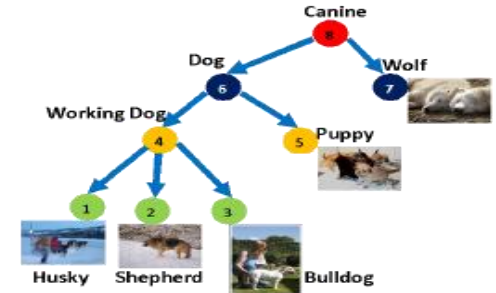 Canine
8
Dog
Wolf
6
7
Working Dog
4
5
Puppy
1
2
3
Husky
Shepherd
Bulldog